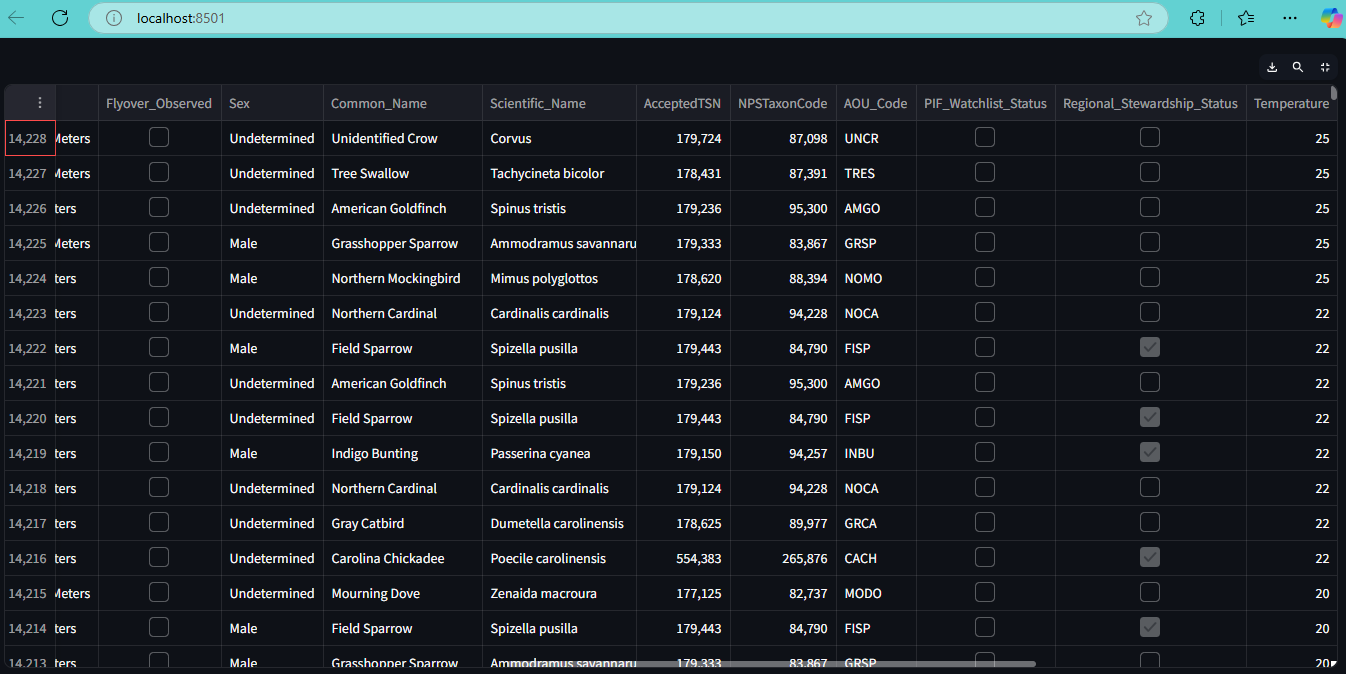 localhost:8501
Flyover_Observed Sex Common_Name Scientific_Name AcceptedTSN NPSTaxonCode AOU_Code PIF_Watchlist_Status Regional_Stewardship_Status Temperature
14,228 Meters Undetermined Unidentified Crow Corvus 179,724 87,098 UNCR 25
14,227 Meters Undetermined Tree Swallow Tachycineta bicolor 178,431 87,391 TRES 25
14,226 ters Undetermined American Goldfinch Spinus tristis 179,236 95,300 AMGO 25
14,225 Meters Male Grasshopper Sparrow Ammodramus savannaru 179,333 83,867 GRSP 25
14,224 ters Male Northern Mockingbird Mimus polyglottos 178,620 88,394 NOMO 25
14,223 ters Undetermined Northern Cardinal Cardinalis cardinalis 179,124 94,228 NOCA 22
14,222 ters Male Field Sparrow Spizella pusilla 179,443 84,790 FISP 22
14,221 ters Undetermined American Goldfinch Spinus tristis 179,236 95,300 AMGO 22
14,220 ters Undetermined Field Sparrow Spizella pusilla 179,443 84,790 FISP 22
14,219 ters Male Indigo Bunting Passerina cyanea 179,150 94,257 INBU 22
14,218 ters Undetermined Northern Cardinal Cardinalis cardinalis 179,124 94,228 NOCA 22
14,217 ters Undetermined Gray Catbird Dumetella carolinensis 178,625 89,977 GRCA 22
14,216 ters Undetermined Carolina Chickadee Poecile carolinensis 554,383 265,876 CACH 22
14,215 Meters Undetermined Mourning Dove Zenaida macroura 177,125 82,737 MODO 20
14,214 ters Male Field Sparrow Spizella pusilla 179,443 84,790 FISP 20
14,213 ters Male Grasshopper Sparrow Ammodramus savannaru 179,333 83,867 GRSP 20